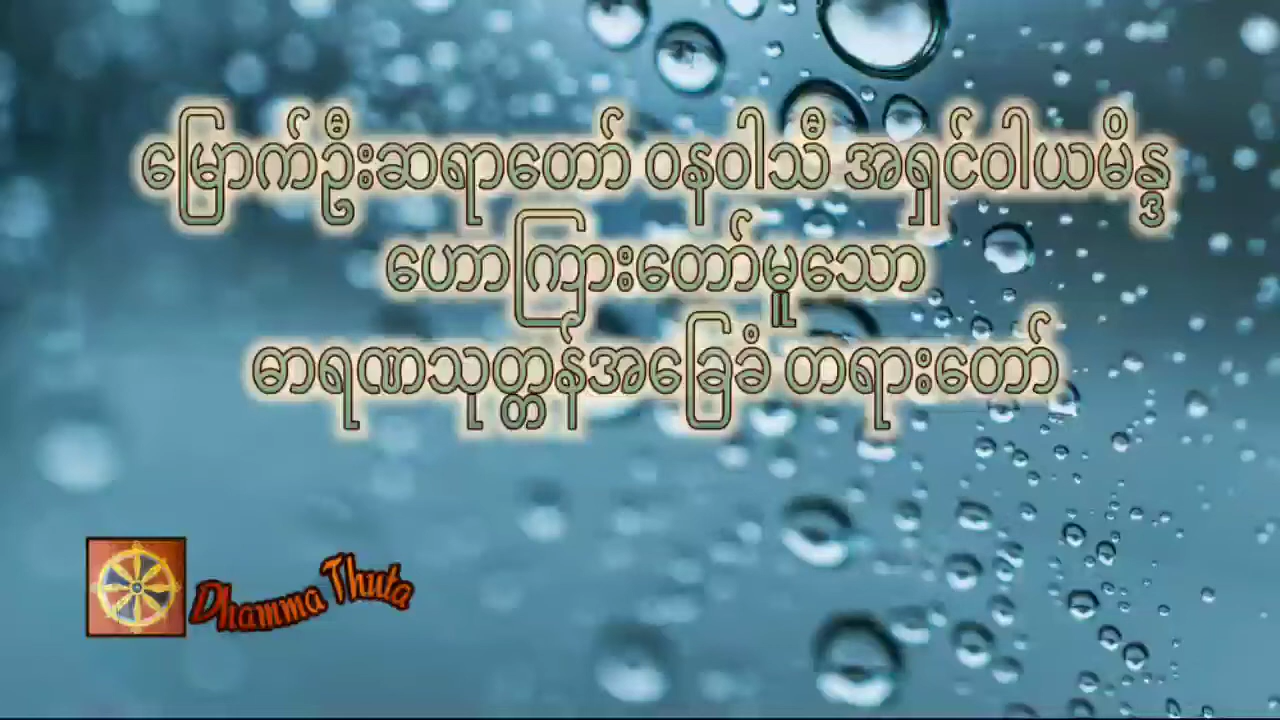 မြောက်ဦးဆရာတော် ဝနဝါသီ အရှင်ဝါယမိန္ဒ
ဟောကြားတော်မူသော
ဓာရဏသုတ္တန်အခြေခံ တရားတော်
Dhamma Thuta